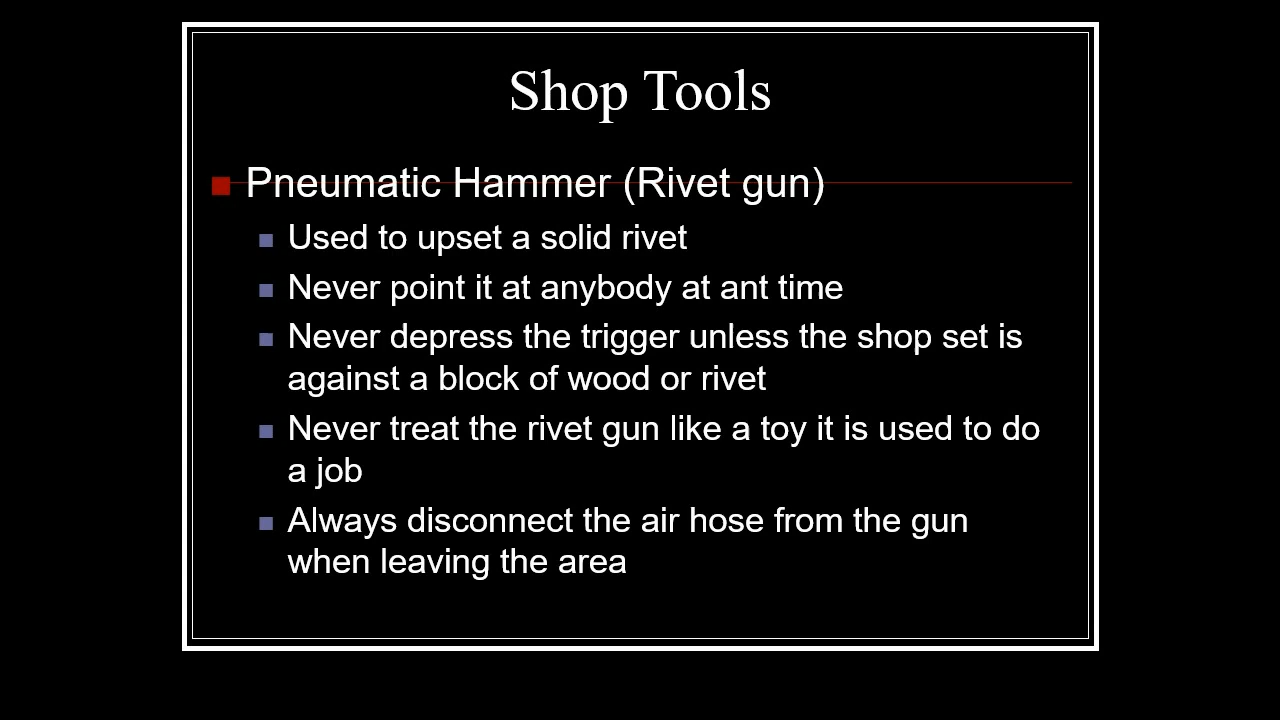 Shop Tools
Pneumatic Hammer (Rivet gun)
Used to upset a solid rivet
Never point it at anybody at ant time
Never depress the trigger unless the shop set is
against a block of wood or rivet
Never treat the rivet gun like a toy it is used to do
a job
Always disconnect the air hose from the gun
when leaving the area